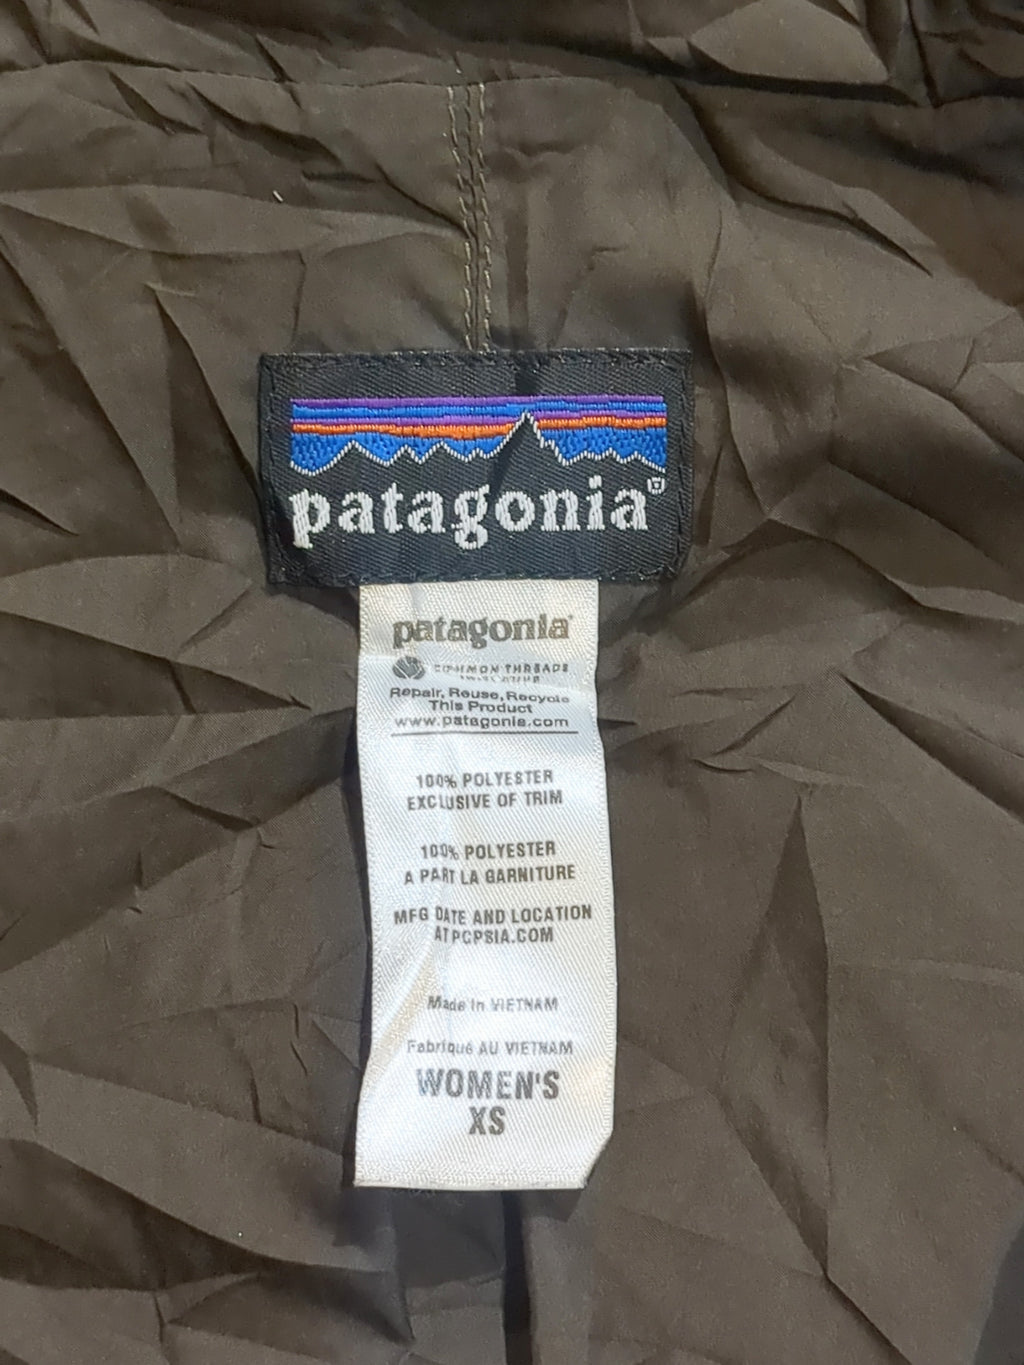 patagonia®
patagonia®
COMMON THREADS
Repair, Reuse, Recycle
This Product
www.patagonia.com
100% POLYESTER
EXCLUSIVE OF TRIM
100% POLYESTER
A PART LA GARNITURE
MFG DATE AND LOCATION
AT PCPSIA.COM
Made in VIETNAM
Fabriqué AU VIETNAM
WOMEN'S
XS